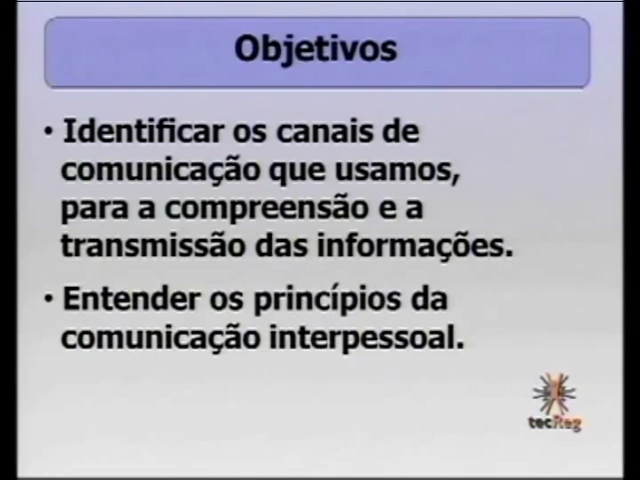 Objetivos
• Identificar os canais de
comunicação que usamos,
para a compreensão e a
transmissão das informações.
• Entender os princípios da
comunicação interpessoal.
tecReg